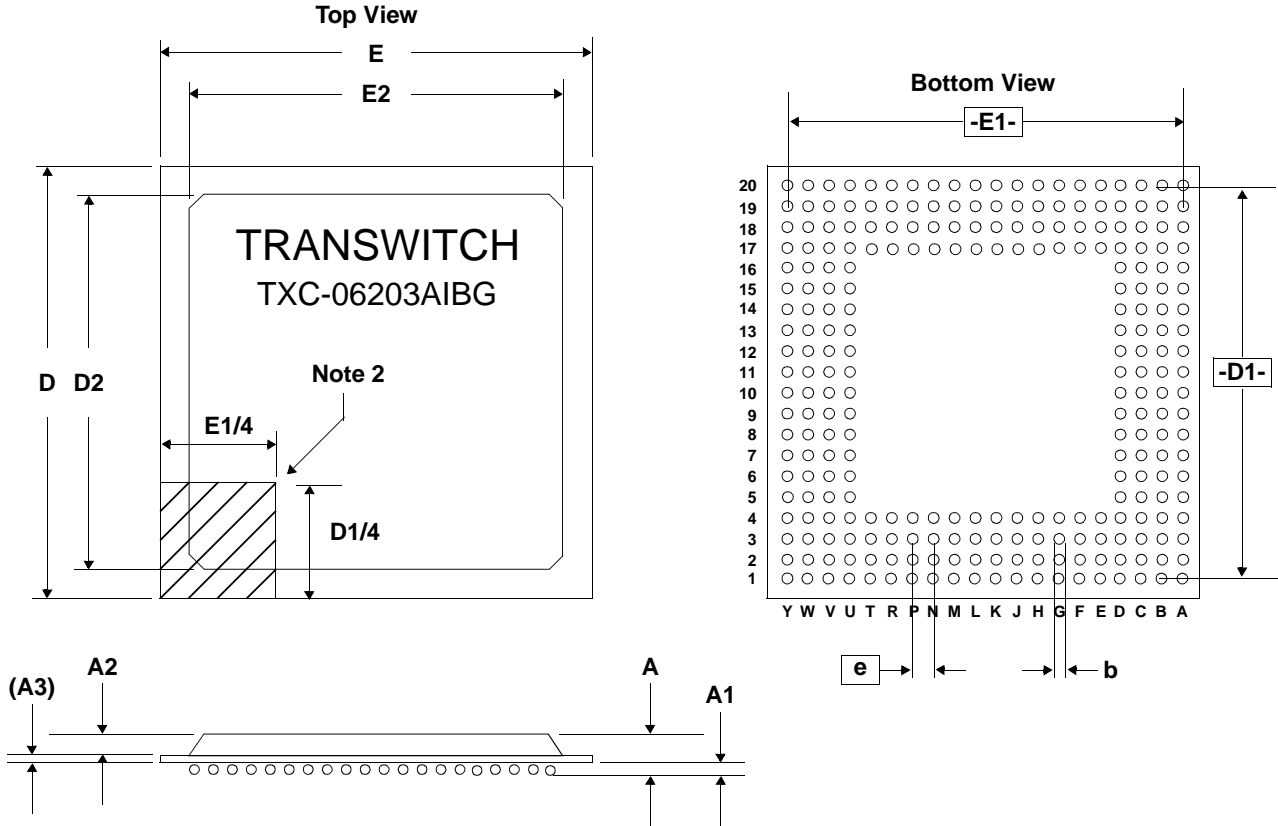 Top View
E
E2
Bottom View
-E1-
TRANSWITCH
TXC-06203AIBG
Note 2
D
D2
E1/4
D1/4
20
19
18
17
16
15
14
13
12
11
10
9
8
7
6
5
4
3
2
1
-D1-
Y W V U T R P N M L K J H G F E D C B A
e
b
(A3)
A2
A
A1